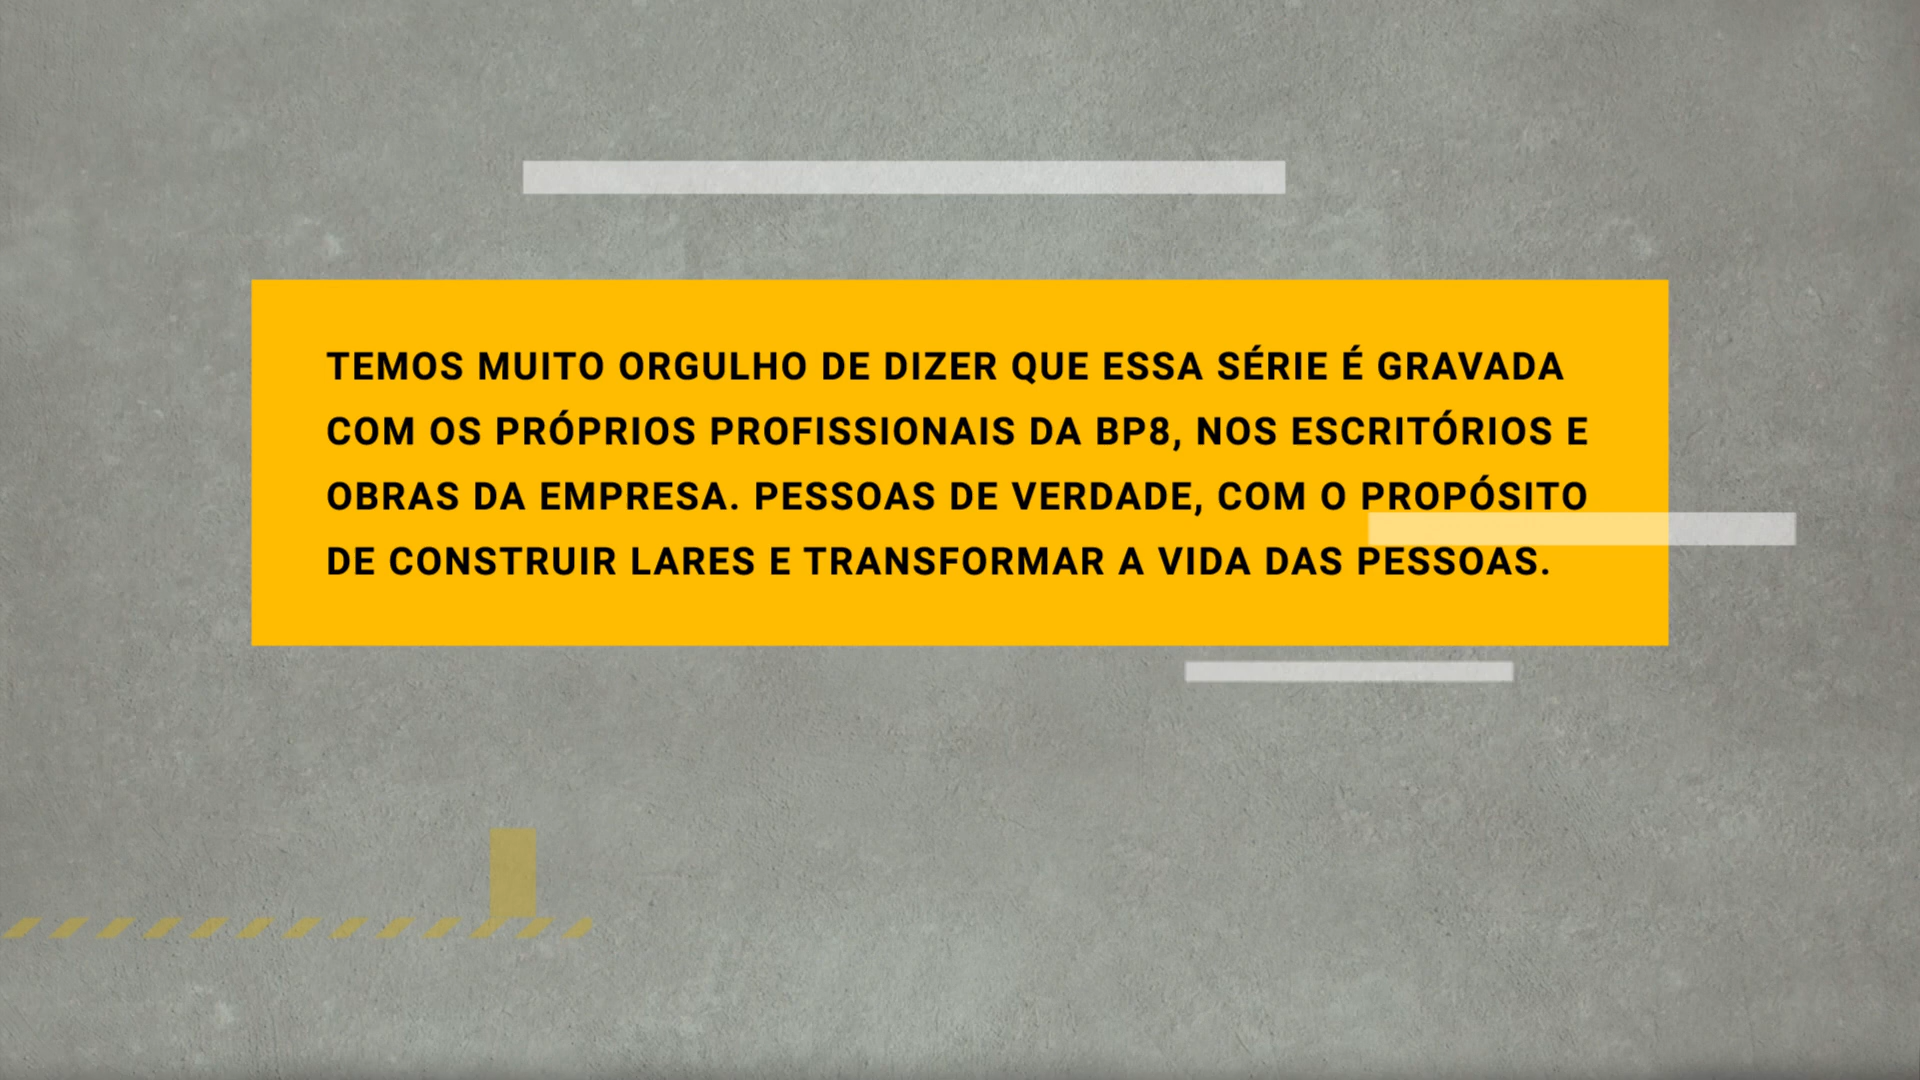 TEMOS MUITO ORGULHO DE DIZER QUE ESSA SÉRIE É GRAVADA
COM OS PRÓPRIOS PROFISSIONAIS DA BP8, NOS ESCRITÓRIOS E
OBRAS DA EMPRESA. PESSOAS DE VERDADE, COM O PROPÓSITO
DE CONSTRUIR LARES E TRANSFORMAR A VIDA DAS PESSOAS.